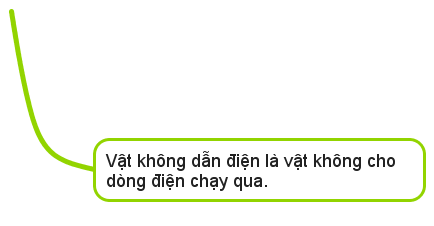 Vật không dẫn điện là vật không cho
dòng điện chạy qua.